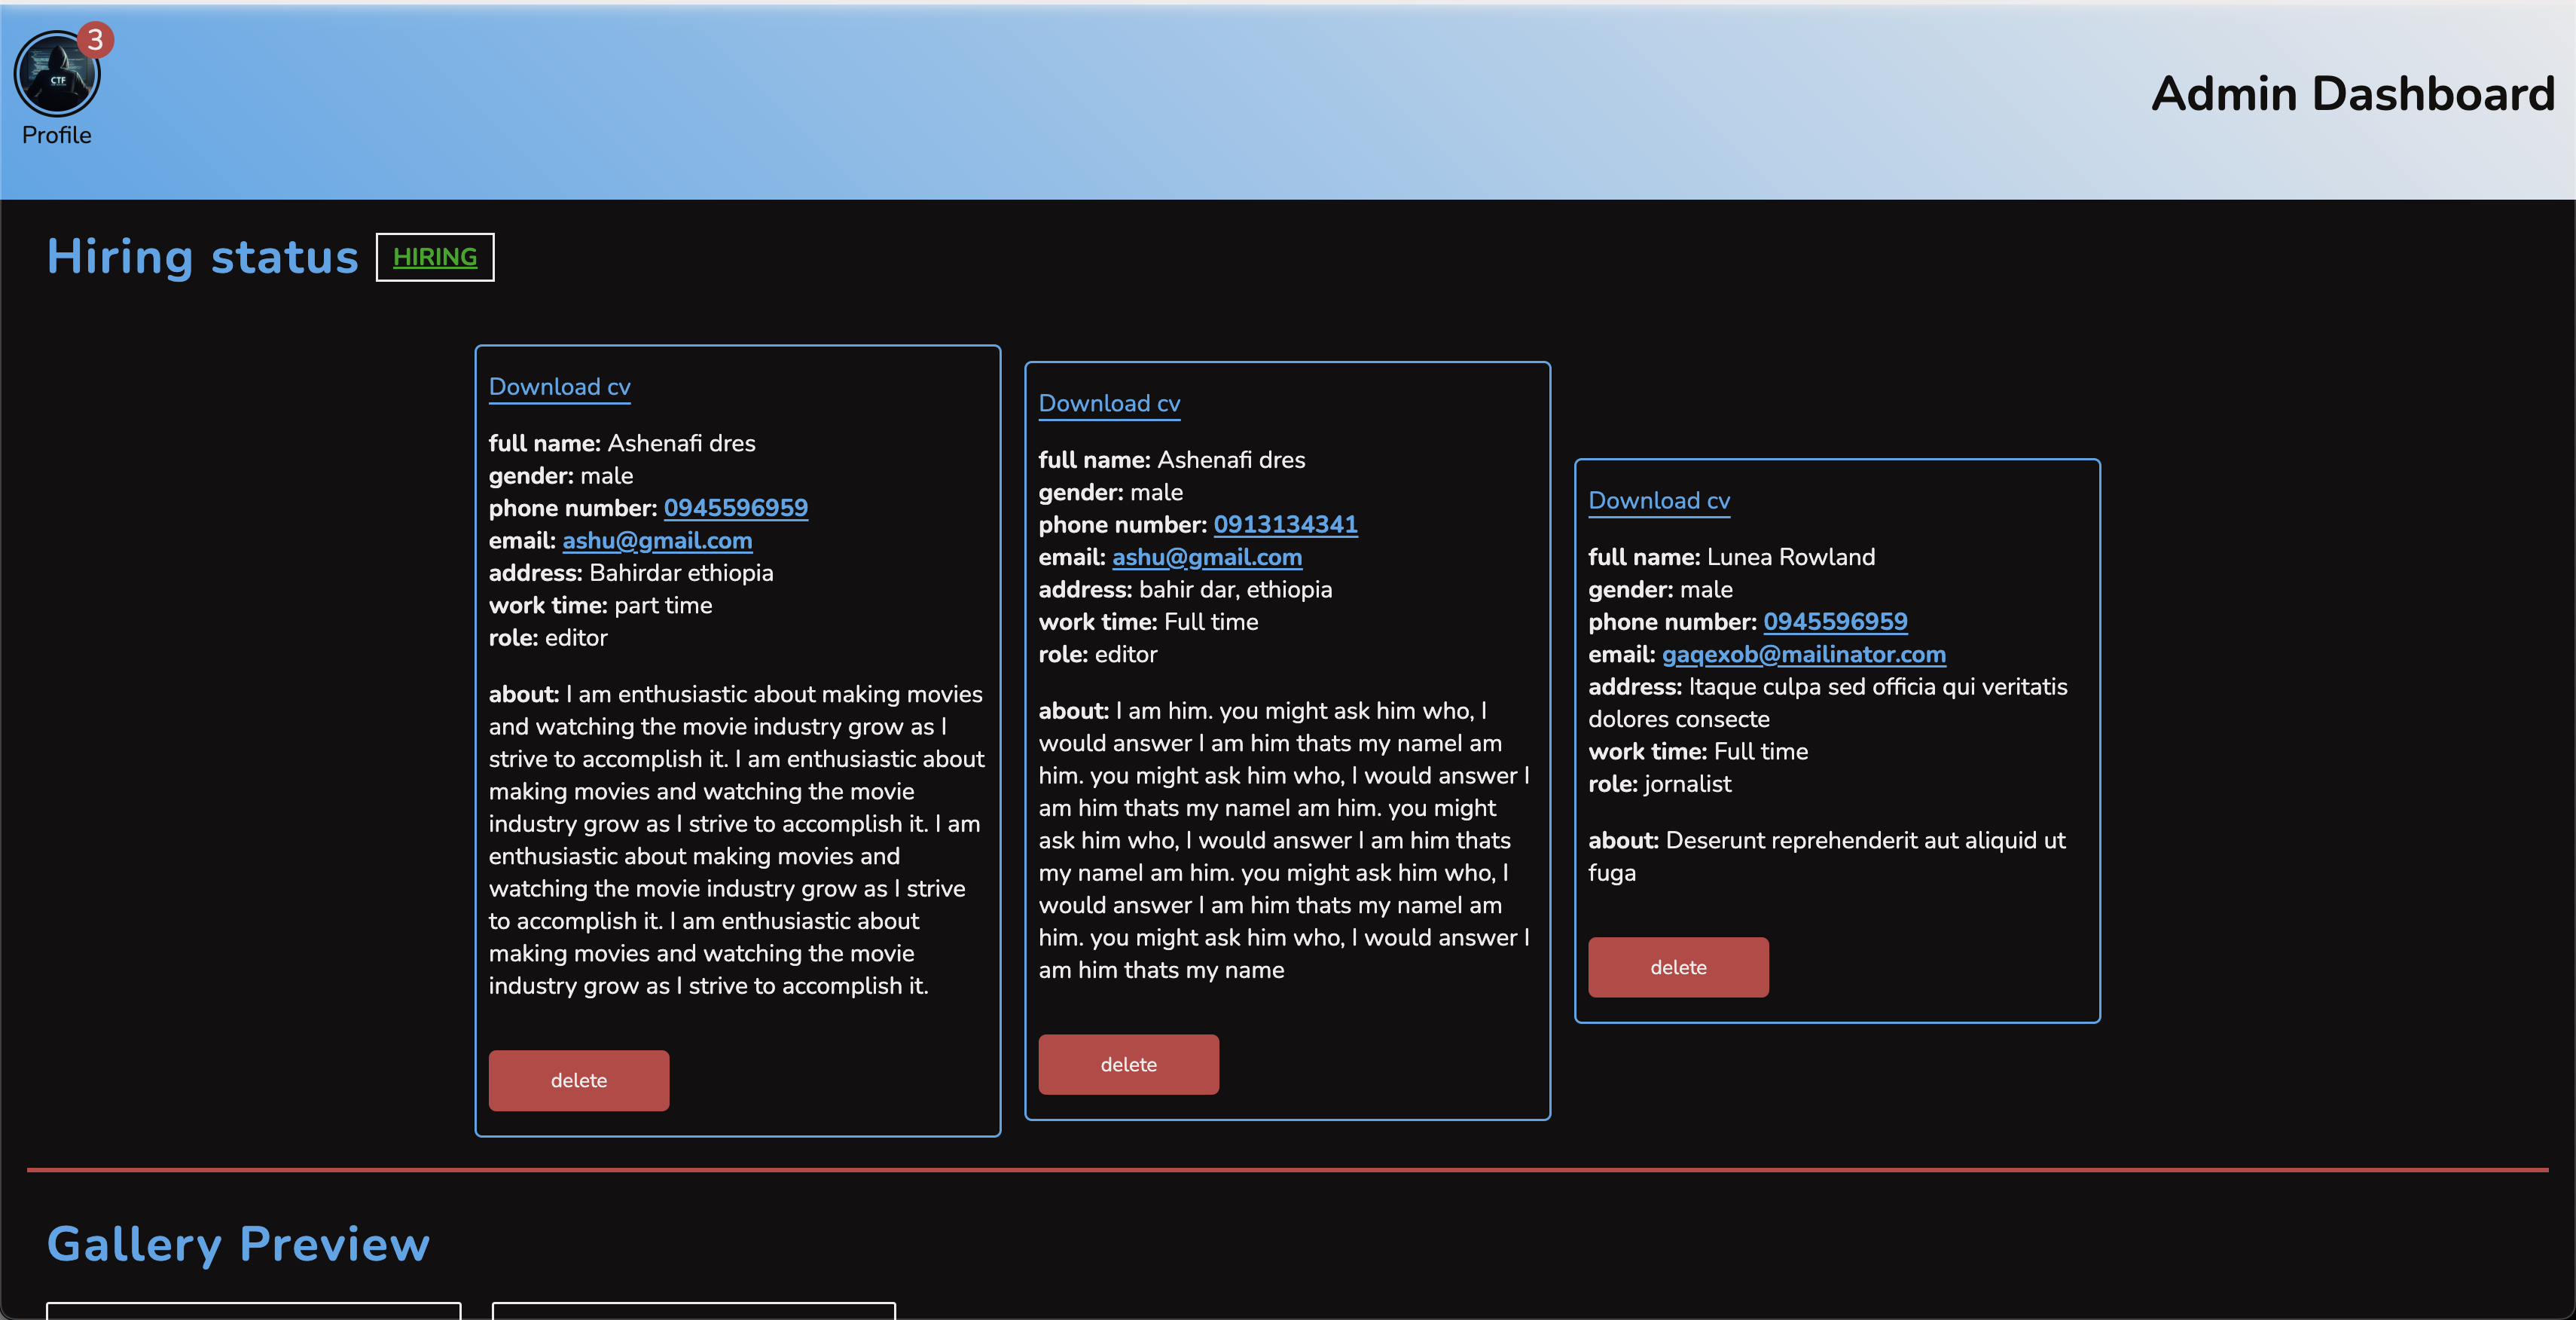 3
CTF
Profile
Admin Dashboard
Hiring status HIRING
Download cv
full name: Ashenafi dres
gender: male
phone number: 0945596959
email: ashu@gmail.com
address: Bahirdar ethiopia
work time: part time
role: editor
about: I am enthusiastic about making movies
and watching the movie industry grow as I
strive to accomplish it. I am enthusiastic about
making movies and watching the movie
industry grow as I strive to accomplish it. I am
enthusiastic about making movies and
watching the movie industry grow as I strive
to accomplish it. I am enthusiastic about
making movies and watching the movie
industry grow as I strive to accomplish it.
delete
Download cv
full name: Ashenafi dres
gender: male
phone number: 0913134341
email: ashu@gmail.com
address: bahir dar, ethiopia
work time: Full time
role: editor
about: I am him. you might ask him who, I
would answer I am him thats my nameI am
him. you might ask him who, I would answer I
am him thats my nameI am him. you might
ask him who, I would answer I am him thats
my nameI am him. you might ask him who, I
would answer I am him thats my nameI am
him. you might ask him who, I would answer I
am him thats my name
delete
Download cv
full name: Lunea Rowland
gender: male
phone number: 0945596959
email: gaqexob@mailinator.com
address: Itaque culpa sed officia qui veritatis
dolores consecte
work time: Full time
role: jornalist
about: Deserunt reprehenderit aut aliquid ut
fuga
delete
Gallery Preview